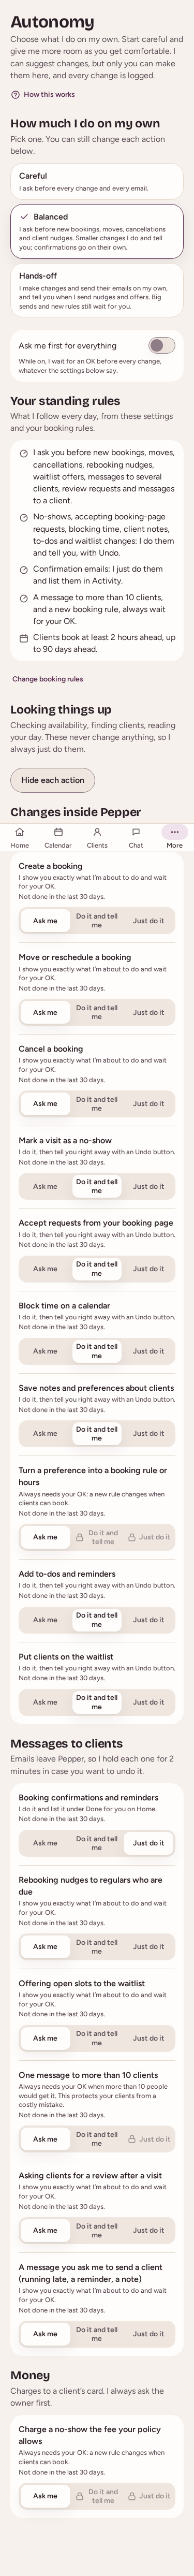 Autonomy
Choose what I do on my own. Start careful and
give me more room as you get comfortable. I
can suggest changes, but only you can make
them here, and every change is logged.
How this works
How much I do on my own
Pick one. You can still change each action
below.
Careful
I ask before every change and every email.
Balanced
I ask before new bookings, moves, cancellations
and client nudges. Smaller changes I do and tell
you; confirmations go on their own.
Hands-off
I make changes and send their emails on my own,
and tell you when I send nudges and offers. Big
sends and new rules still wait for you.
Ask me first for everything
While on, I wait for an OK before every change,
whatever the settings below say.
Your standing rules
What I follow every day, from these settings
and your booking rules.
I ask you before new bookings, moves,
cancellations, rebooking nudges,
waitlist offers, messages to several
clients, review requests and messages
to a client.
No-shows, accepting booking-page
requests, blocking time, client notes,
to-dos and waitlist changes: I do them
and tell you, with Undo.
Confirmation emails: I just do them
and list them in Activity.
A message to more than 10 clients,
and a new booking rule, always wait
for your OK.
Clients book at least 2 hours ahead, up
to 90 days ahead.
Change booking rules
Looking things up
Checking availability, finding clients, reading
your day. These never change anything, so I
always just do them.
Hide each action
Changes inside Pepper
Home
Calendar
Clients
Chat
More
Create a booking
I show you exactly what I'm about to do and wait
for your OK.
Not done in the last 30 days.
Ask me
Do it and tell
me
Just do it
Move or reschedule a booking
I show you exactly what I'm about to do and wait
for your OK.
Not done in the last 30 days.
Ask me
Do it and tell
me
Just do it
Cancel a booking
I show you exactly what I'm about to do and wait
for your OK.
Not done in the last 30 days.
Ask me
Do it and tell
me
Just do it
Mark a visit as a no-show
I do it, then tell you right away with an Undo button.
Not done in the last 30 days.
Ask me
Do it and tell
me
Just do it
Accept requests from your booking page
I do it, then tell you right away with an Undo button.
Not done in the last 30 days.
Ask me
Do it and tell
me
Just do it
Block time on a calendar
I do it, then tell you right away with an Undo button.
Not done in the last 30 days.
Ask me
Do it and tell
me
Just do it
Save notes and preferences about clients
I do it, then tell you right away with an Undo button.
Not done in the last 30 days.
Ask me
Do it and tell
me
Just do it
Turn a preference into a booking rule or
hours
Always needs your OK: a new rule changes when
clients can book.
Not done in the last 30 days.
Ask me
Do it and
tell me
Just do it
Add to-dos and reminders
I do it, then tell you right away with an Undo button.
Not done in the last 30 days.
Ask me
Do it and tell
me
Just do it
Put clients on the waitlist
I do it, then tell you right away with an Undo button.
Not done in the last 30 days.
Ask me
Do it and tell
me
Just do it
Messages to clients
Emails leave Pepper, so I hold each one for 2
minutes in case you want to undo it.
Booking confirmations and reminders
I do it and list it under Done for you on Home.
Not done in the last 30 days.
Ask me
Do it and tell
me
Just do it
Rebooking nudges to regulars who are
due
I show you exactly what I'm about to do and wait
for your OK.
Not done in the last 30 days.
Ask me
Do it and tell
me
Just do it
Offering open slots to the waitlist
I show you exactly what I'm about to do and wait
for your OK.
Not done in the last 30 days.
Ask me
Do it and tell
me
Just do it
One message to more than 10 clients
Always needs your OK when more than 10 people
would get it. This protects your clients from a
costly mistake.
Not done in the last 30 days.
Ask me
Do it and tell
me
Just do it
Asking clients for a review after a visit
I show you exactly what I'm about to do and wait
for your OK.
Not done in the last 30 days.
Ask me
Do it and tell
me
Just do it
A message you ask me to send a client
(running late, a reminder, a note)
I show you exactly what I'm about to do and wait
for your OK.
Not done in the last 30 days.
Ask me
Do it and tell
me
Just do it
Money
Charges to a client's card. I always ask the
owner first.
Charge a no-show the fee your policy
allows
Always needs your OK: a new rule changes when
clients can book.
Not done in the last 30 days.
Ask me
Do it and
tell me
Just do it